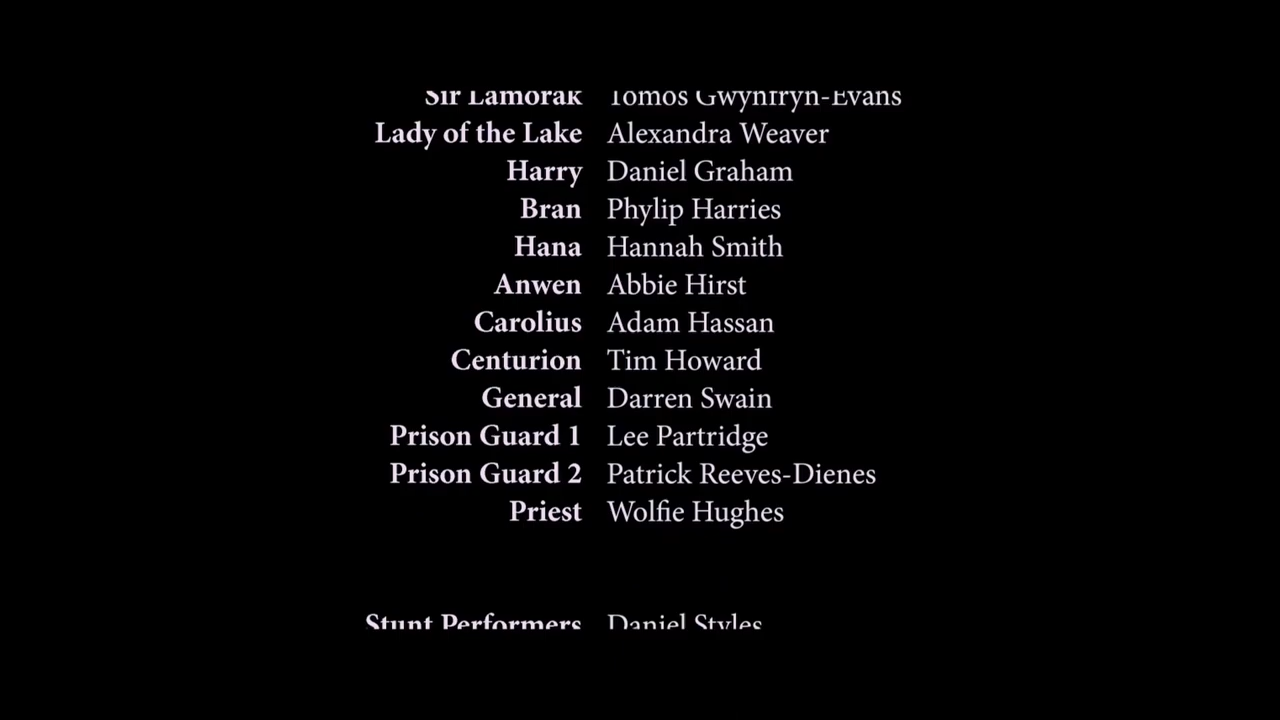 Sir Lamorak Tomos Gwynfryn-Evans
Lady of the Lake Alexandra Weaver
Harry Daniel Graham
Bran Phylip Harries
Hana Hannah Smith
Anwen Abbie Hirst
Carolius Adam Hassan
Centurion Tim Howard
General Darren Swain
Prison Guard 1 Lee Partridge
Prison Guard 2 Patrick Reeves-Dienes
Priest Wolfie Hughes
Stunt Performers Daniel Styles